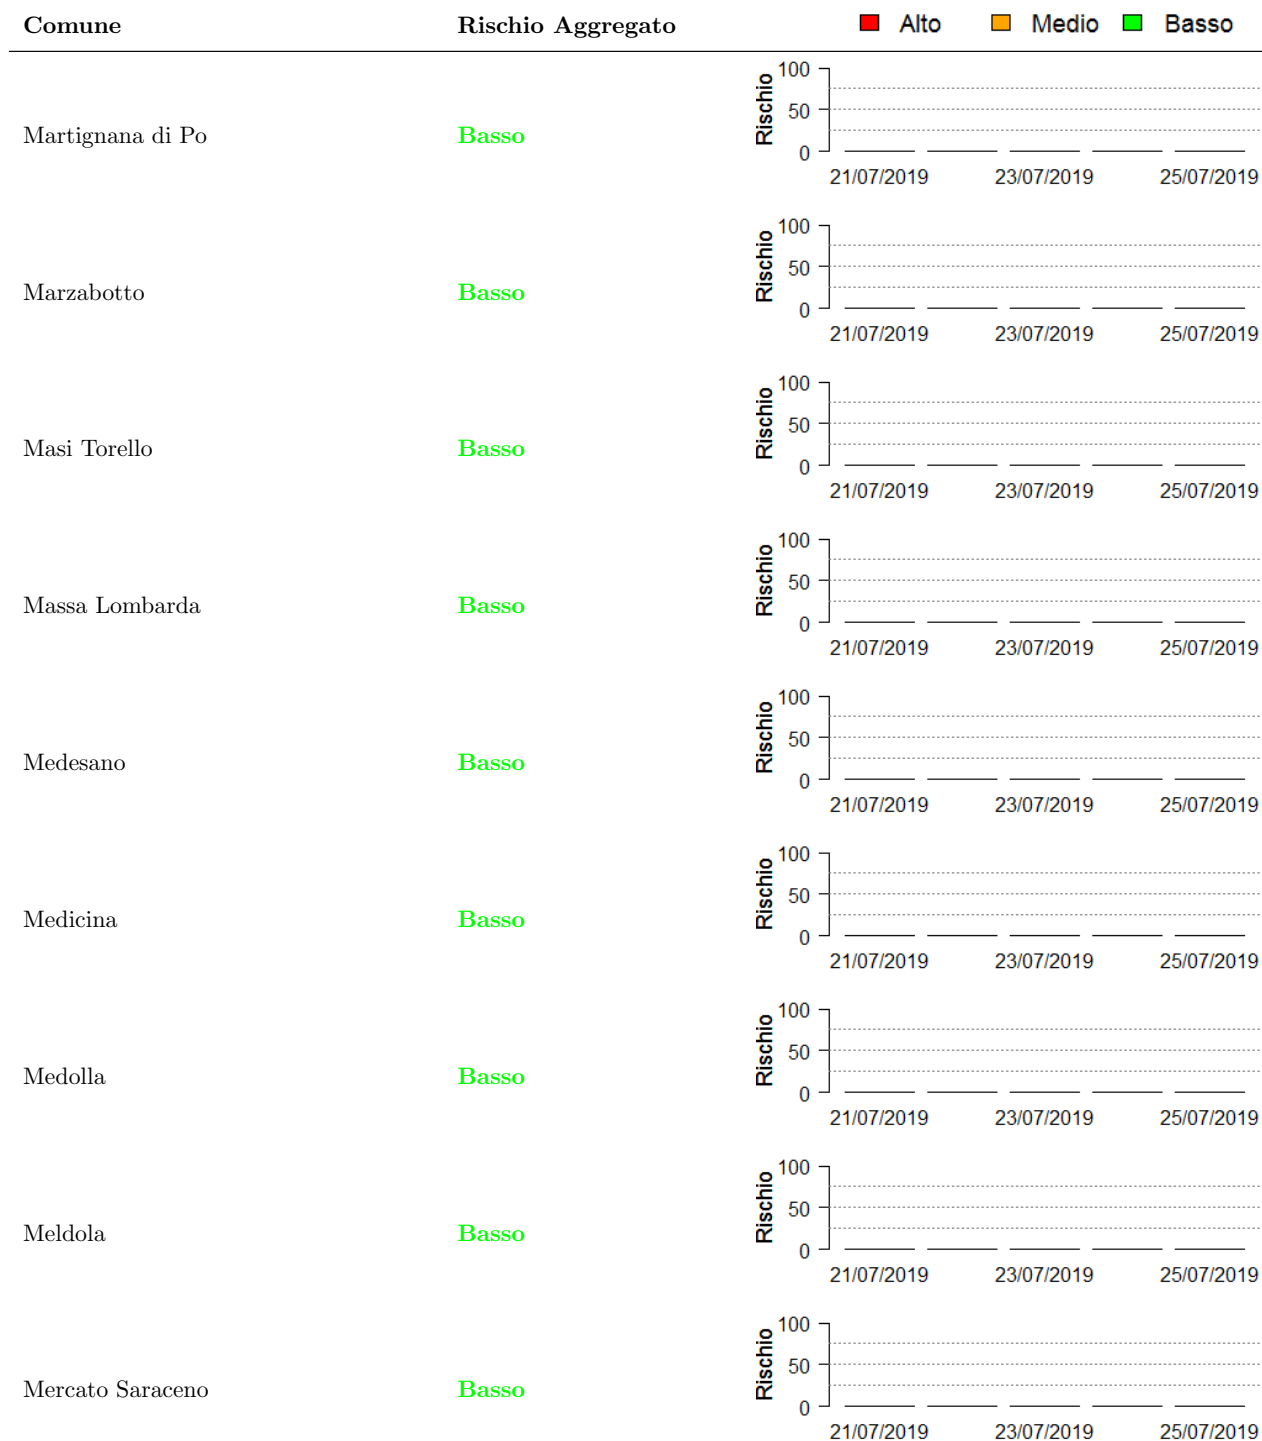 Comune Rischio Aggregato Alto Medio Basso
Martignana di Po Basso Rischio 100 50 0
21/07/2019 23/07/2019 25/07/2019
Marzabotto Basso Rischio 100 50 0
21/07/2019 23/07/2019 25/07/2019
Masi Torello Basso Rischio 100 50 0
21/07/2019 23/07/2019 25/07/2019
Massa Lombarda Basso Rischio 100 50 0
21/07/2019 23/07/2019 25/07/2019
Medesano Basso Rischio 100 50 0
21/07/2019 23/07/2019 25/07/2019
Medicina Basso Rischio 100 50 0
21/07/2019 23/07/2019 25/07/2019
Medolla Basso Rischio 100 50 0
21/07/2019 23/07/2019 25/07/2019
Meldola Basso Rischio 100 50 0
21/07/2019 23/07/2019 25/07/2019
Mercato Saraceno Basso Rischio 100 50 0
21/07/2019 23/07/2019 25/07/2019